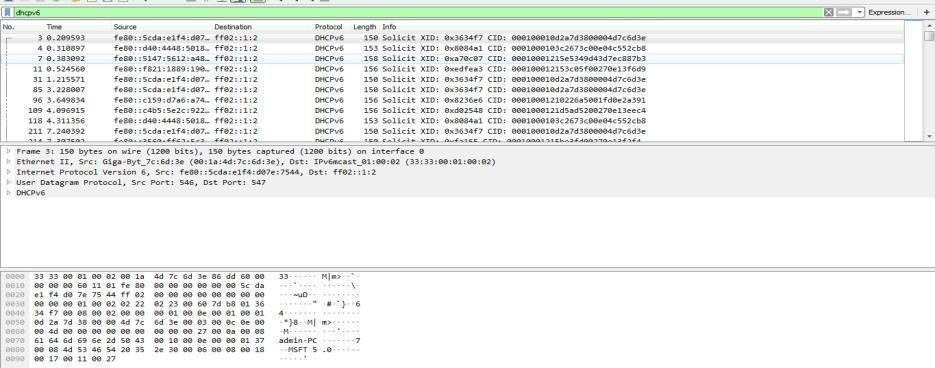 dhcpv6
Expression...
+
No. Time Source Destination Protocol Length Info
3 0.209593 fe80::5cda:e1f4:d07… ff02::1:2 DHCPv6 150 Solicit XID: 0x3634f7 CID: 000100010d2a7d3800004d7c6d3e
4 0.310897 fe80::d40:4448:5018… ff02::1:2 DHCPv6 153 Solicit XID: 0x8084a1 CID: 000100103c2673c00e04c552cb8
7 0.383092 fe80::5147:5612:a48… ff02::1:2 DHCPv6 158 Solicit XID: 0xa70c07 CID: 00010001215e5349d43d7ec887b3
11 0.524560 fe80::f821:1889:190… ff02::1:2 DHCPv6 156 Solicit XID: 0xedfea3 CID: 000100012153c05f00270e13f6d9
31 1.215571 fe80::5cda:e1f4:d07… ff02::1:2 DHCPv6 150 Solicit XID: 0x3634f7 CID: 000100010d2a7d3800004d7c6d3e
85 3.228007 fe80::5cda:e1f4:d07… ff02::1:2 DHCPv6 150 Solicit XID: 0x3634f7 CID: 000100010d2a7d3800004d7c6d3e
96 3.649834 fe80::c159:d7a6:a74… ff02::1:2 DHCPv6 156 Solicit XID: 0x8236e6 CID: 00010001210226a5001fd0e2a391
109 4.096915 fe80::c4b5:5e2c:922… ff02::1:2 DHCPv6 156 Solicit XID: 0xd02548 CID: 000100121d5ad5200270e13eec4
118 4.311356 fe80::d40:4448:5018… ff02::1:2 DHCPv6 153 Solicit XID: 0x8084a1 CID: 000100103c2673c00e04c552cb8
211 7.240392 fe80::5cda:e1f4:d07… ff02::1:2 DHCPv6 150 Solicit XID: 0x3634f7 CID: 000100010d2a7d3800004d7c6d3e
Frame 3: 150 bytes on wire (1200 bits), 150 bytes captured (1200 bits) on interface 0
Ethernet II, Src: Giga-Byt_7c:6d:3e (00:1a:4d:7c:6d:3e), Dst: IPv6mcast_01:00:02 (33:33:00:01:00:02)
Internet Protocol Version 6, Src: fe80::5cda:e1f4:d07e:7544, Dst: ff02::1:2
User Datagram Protocol, Src Port: 546, Dst Port: 547
DHCPv6
0000 33 33 00 01 00 02 00 1a 4d 7c 6d 3e 86 dd 60 00 33······ M|m>··`·
0010 00 00 00 60 11 01 fe 80 00 00 00 00 00 00 5c da ···`···· ······\·
0020 e1 f4 d0 7e 75 44 ff 02 00 00 00 00 00 00 00 00 ···~uD·· ········
0030 00 00 00 01 00 02 02 22 02 23 00 60 7d b8 01 36 ·······" ·#·`}··6
0040 34 f7 00 08 00 02 00 00 00 01 00 0e 00 01 00 01 4······· ········
0050 0d 2a 7d 38 00 00 4d 7c 6d 3e 00 03 00 0c 0e 00 ·*}8··M| m>······
0060 00 4d 00 00 00 00 00 00 00 00 00 27 00 0a 00 08 ·M······ ···'····
0070 61 64 6d 69 6e 2d 50 43 00 10 00 0e 00 00 01 37 admin-PC ·······7
0080 00 08 4d 53 46 54 20 35 2e 30 00 06 00 08 00 18 ··MSFT 5 .0······
0090 00 17 00 11 00 27 ·····'